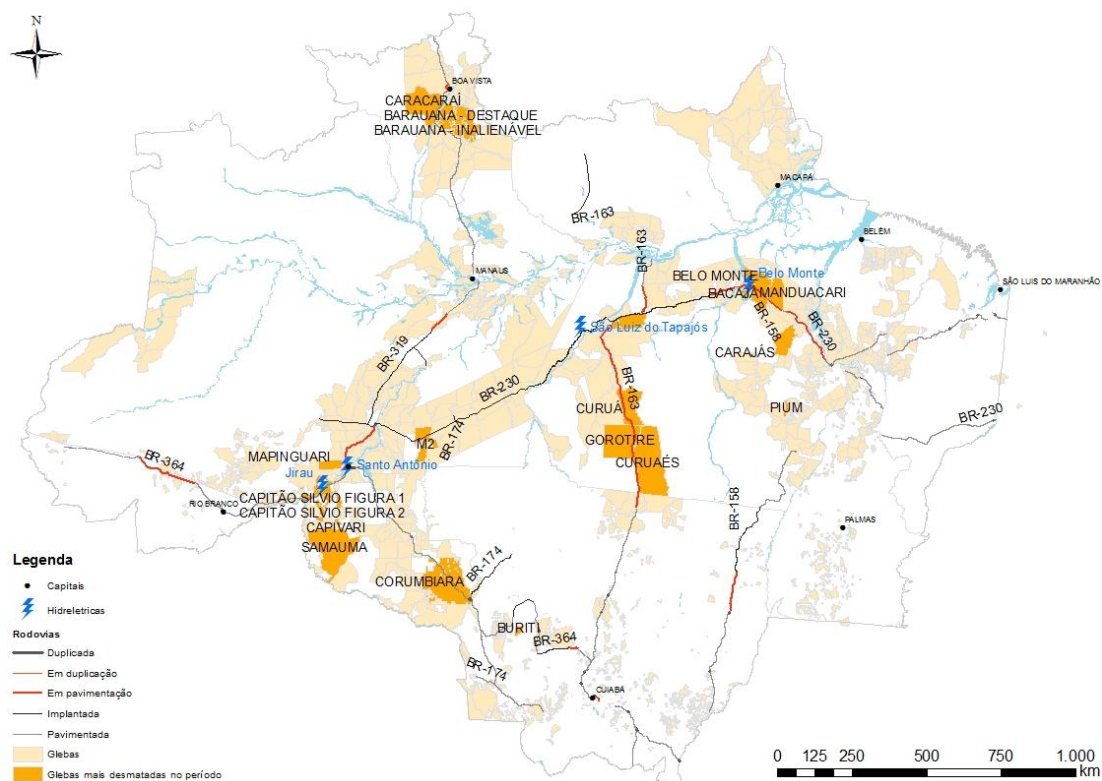 N
BOA VISTA
CARACARAÍ
BARAUANA - DESTAQUE
BARAUANA - INALIENÁVEL
MACAPÁ
BR-163
BR-163
BELÉM
MANAUS
BELO MONTE
Belo Monte
SÃO LUIS DO MARANHÃO
BACAJÁ
MANDUACARI
São Luiz do Tapajós
BR-319
BR-158
BR-230
CARAJÁS
BR-230
BR-163
CURUÁ
PIUM
BR-230
M2
BR-174
GOROTIRE
MAPINGUARI
CURUAÉS
Santo Antônio
BR-364
Jirau
RIO BRANCO
CAPITÃO SILVIO FIGURA 1
CAPITÃO SILVIO FIGURA 2
BR-158
PALMAS
CAPIVARI
SAMAUMA
CORUMBIARA
BR-174
BURITI
BR-364
BR-174
CUIABÁ
Legenda
Capitais
Hidreletricas
Rodovias
Duplicada
Em duplicação
Em pavimentação
Implantada
Pavimentada
Glebas
Glebas mais desmatadas no período
0 125 250 500 750 1.000
km